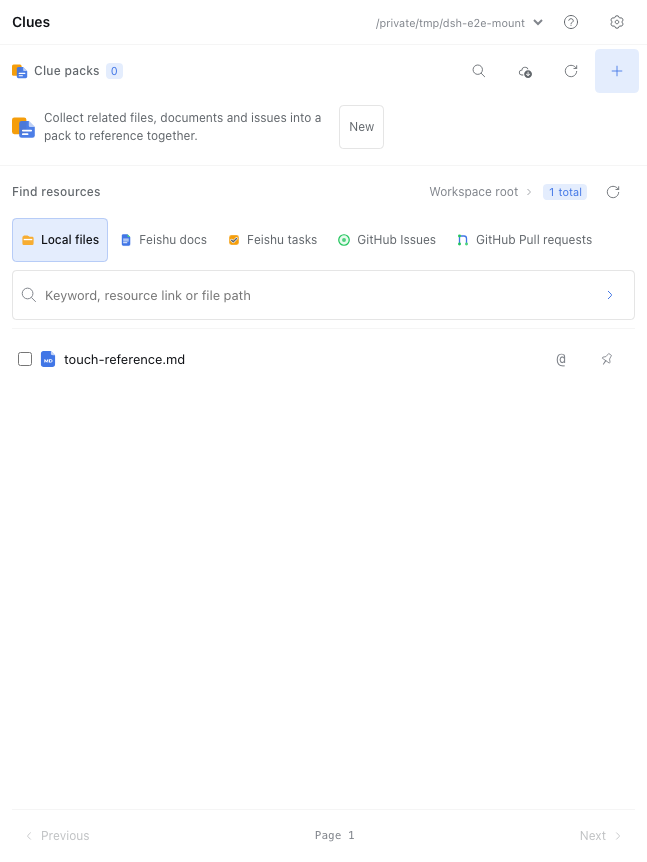 Clues
/private/tmp/dsh-e2e-mount
Clue packs 0
Collect related files, documents and issues into a
pack to reference together.
New
Find resources
Workspace root
1 total
Local files
Feishu docs
Feishu tasks
GitHub Issues
GitHub Pull requests
Keyword, resource link or file path
MD
touch-reference.md
@
Previous
Page 1
Next